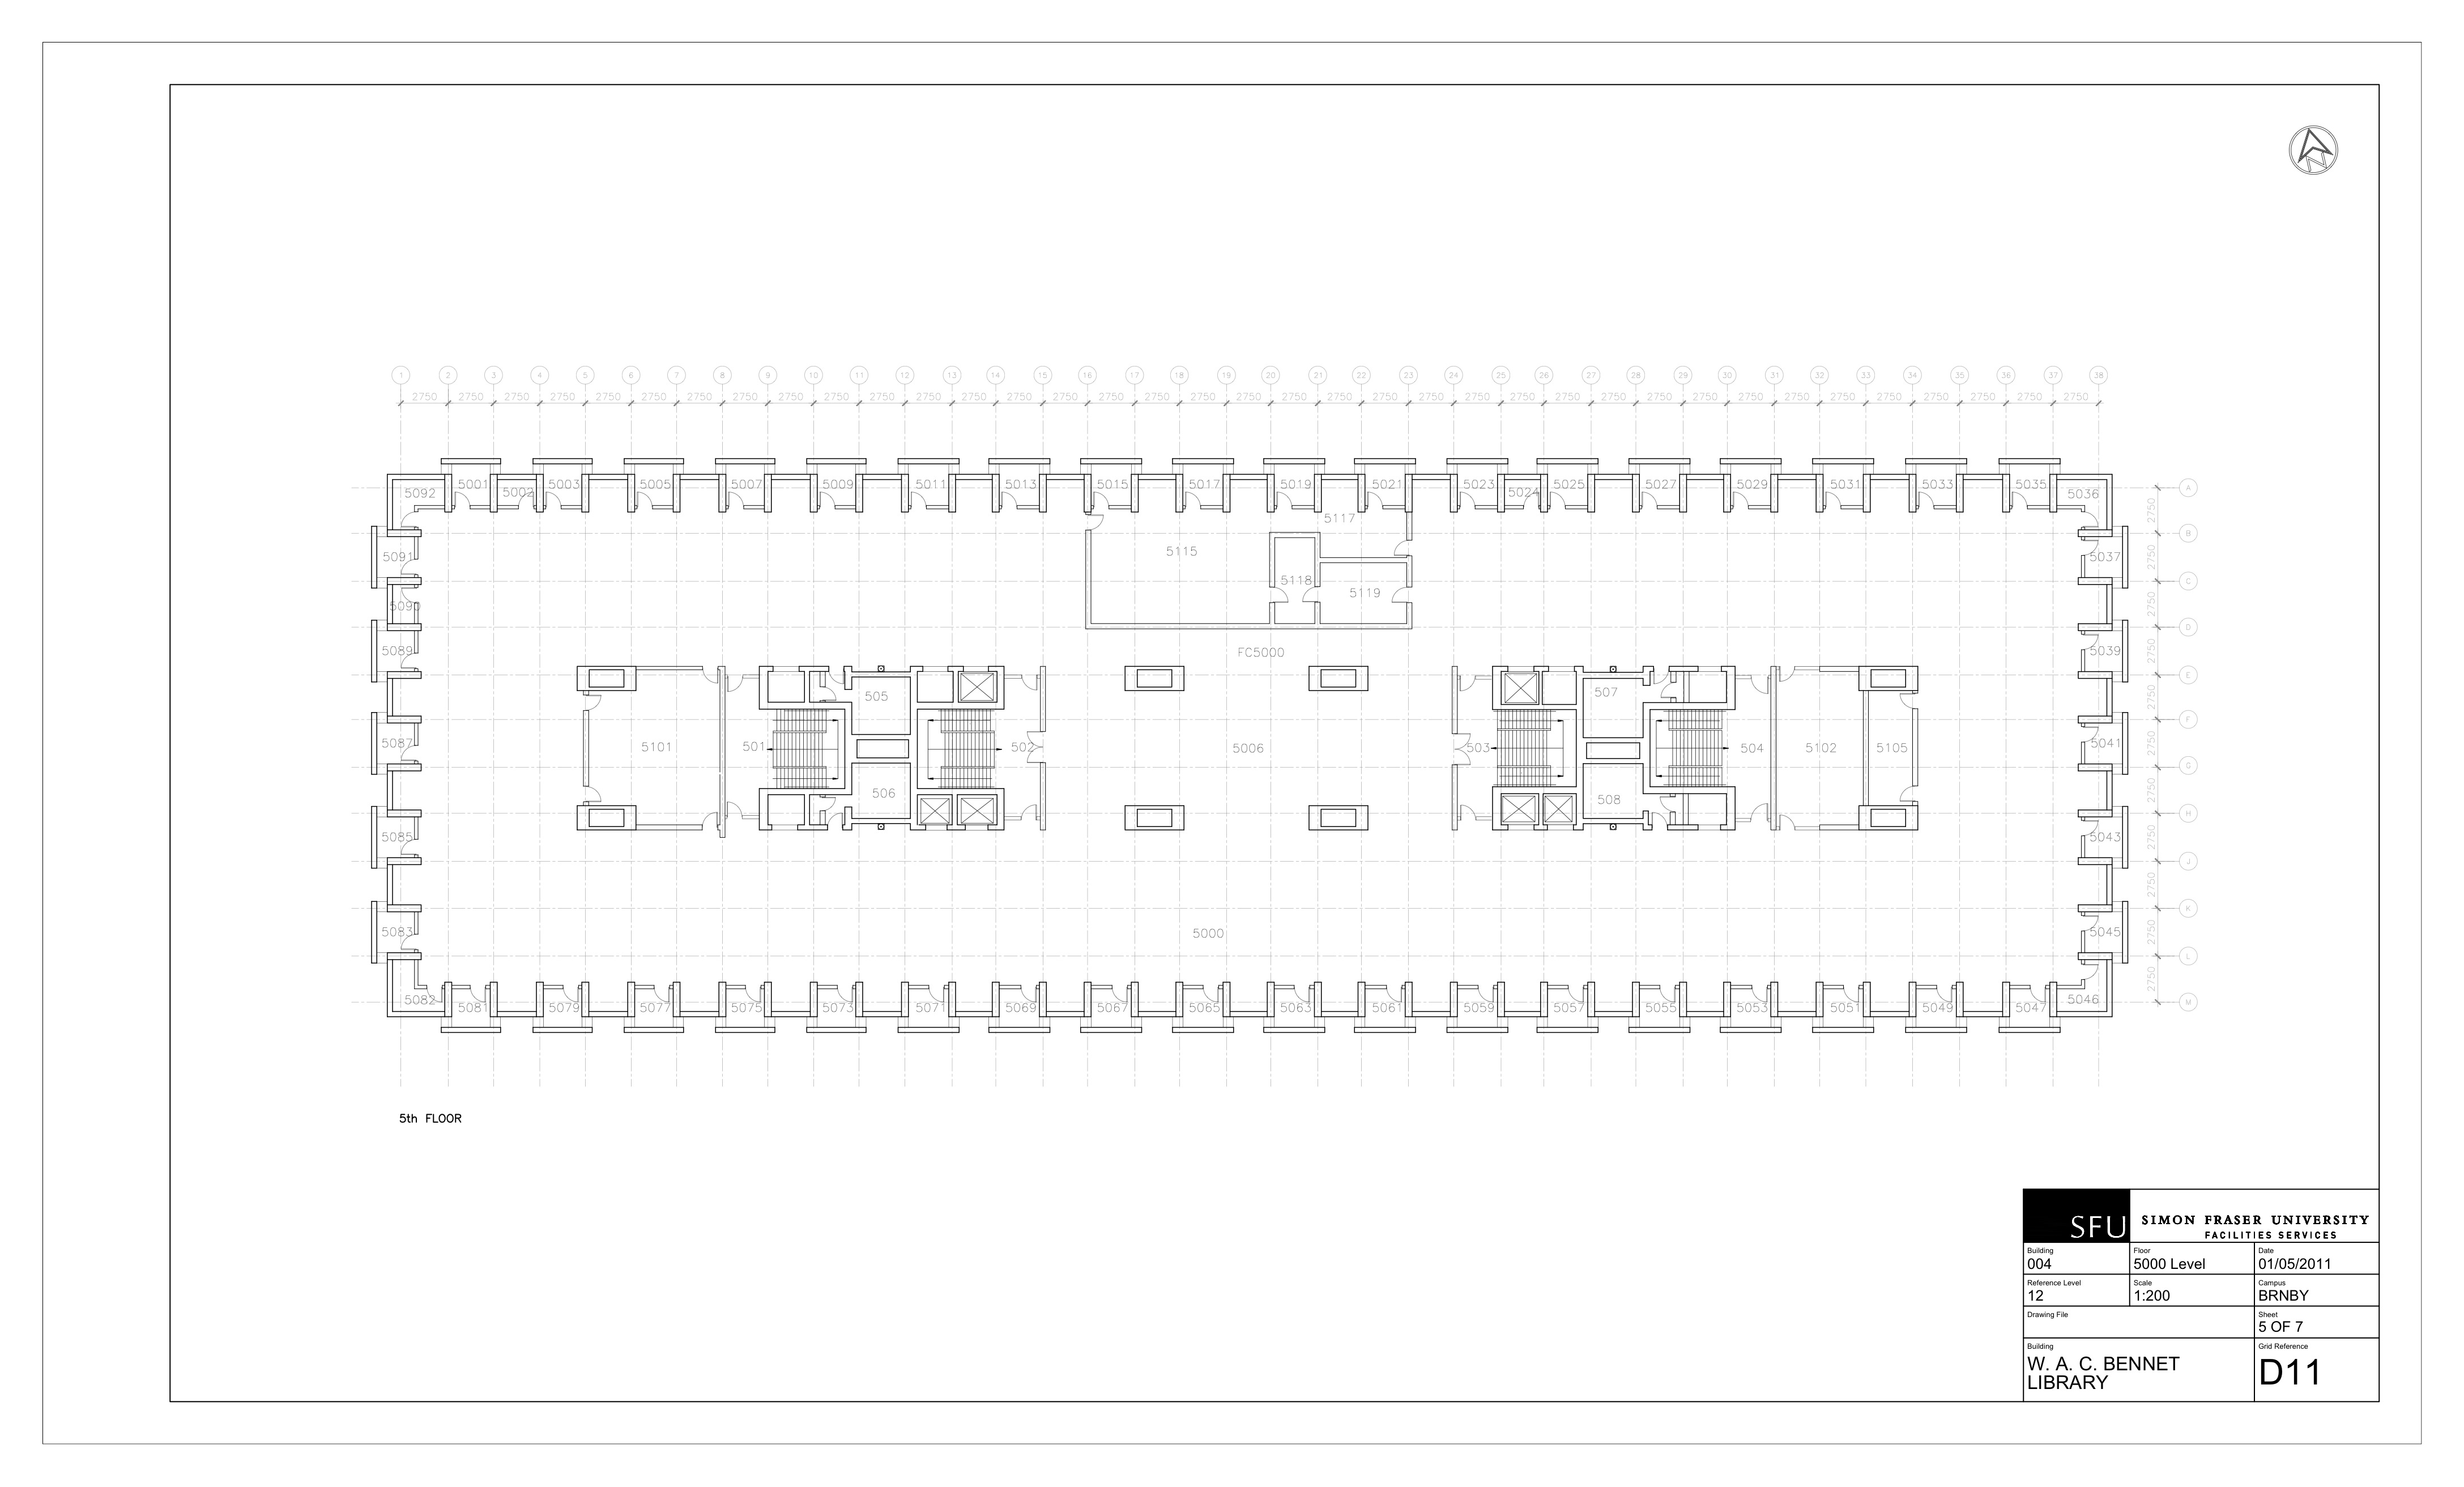 1 2 3 4 5 6 7 8 9 10 11 12 13 14 15 16 17 18 19 20 21 22 23 24 25 26 27 28 29 30 31 32 33 34 35 36 37 38
2750 2750 2750 2750 2750 2750 2750 2750 2750 2750 2750 2750 2750 2750 2750 2750 2750 2750 2750 2750 2750 2750 2750 2750 2750 2750 2750 2750 2750 2750 2750 2750 2750 2750 2750 2750 2750
5092 5001 5002 5003 5005 5007 5009 5011 5013 5015 5017 5019 5021 5023 5024 5025 5027 5029 5031 5033 5035 5036 A
2750
5117
B
5091 5115 5037
2750
5118 C
5119
5090 2750
D
5089 FC5000 5039
2750
E
505 507
2750
F
5087 5101 501 502 5006 503 504 5102 5105 5041
2750
G
506 508
2750
H
5085 5043
2750
J
2750
K
5083 5000 5045
2750
L
2750
5082 5081 5079 5077 5075 5073 5071 5069 5067 5065 5063 5061 5059 5057 5055 5053 5051 5049 5047 5046 M
5th FLOOR
SFU SIMON FRASER UNIVERSITY
FACILITIES SERVICES
Building Floor Date
004 5000 Level 01/05/2011
Reference Level Scale Campus
12 1:200 BRNBY
Drawing File Sheet
5 OF 7
Building Grid Reference
W. A. C. BENNET
LIBRARY
D11